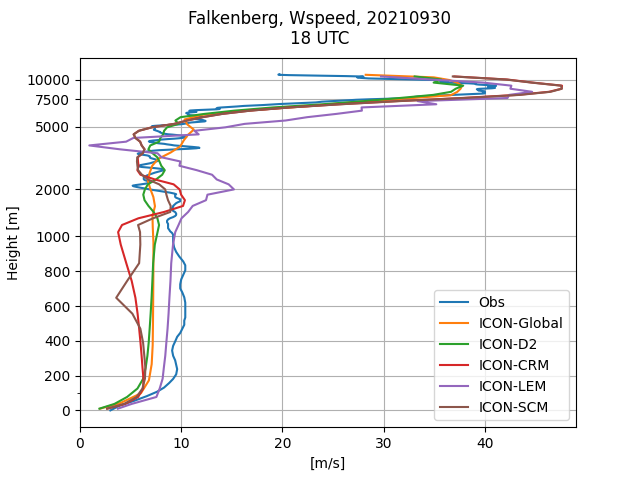 Falkenberg, Wspeed, 20210930
18 UTC
Height [m]
10000
7500
5000
2000
1000
800
600
400
200
0
0 10 20 30 40
[m/s]
Obs
ICON-Global
ICON-D2
ICON-CRM
ICON-LEM
ICON-SCM